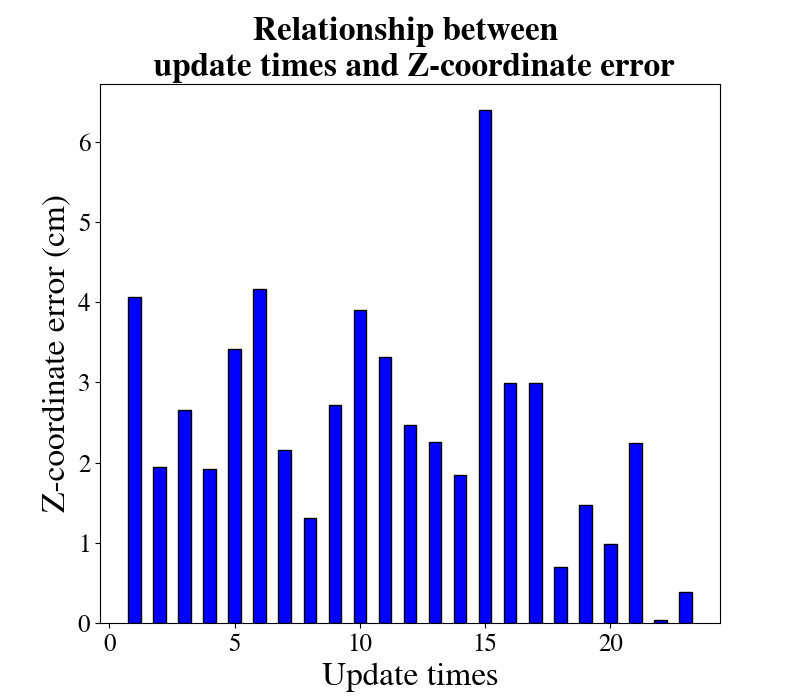 Relationship between
update times and Z-coordinate error
Z-coordinate error (cm)
6
5
4
3
2
1
0
0 5 10 15 20
Update times